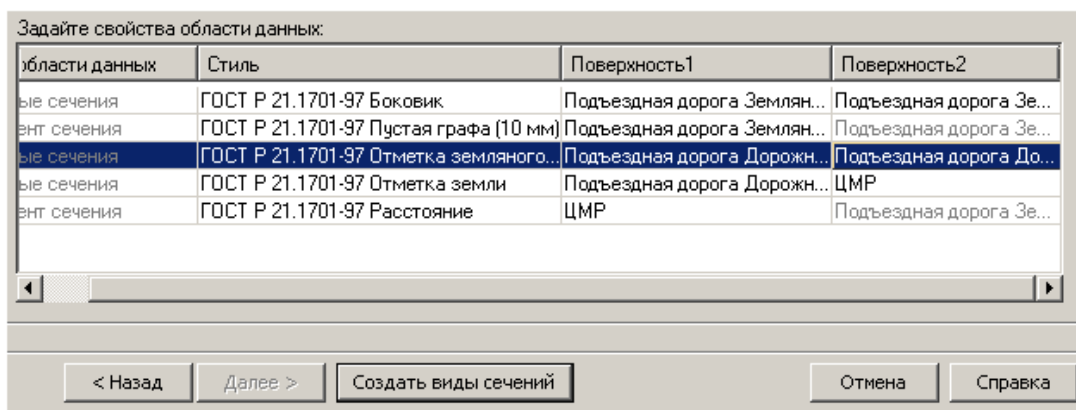 Задайте свойства области данных:
области данных Стиль Поверхность1 Поверхность2
ые сечения ГОСТ Р 21.1701-97 Боковик Подъездная дорога Землян... Подъездная дорога Зе...
ент сечения ГОСТ Р 21.1701-97 Пустая графа (10 мм) Подъездная дорога Землян... Подъездная дорога Зе...
ые сечения ГОСТ Р 21.1701-97 Отметка земляного... Подъездная дорога Дорожн... Подъездная дорога До...
ые сечения ГОСТ Р 21.1701-97 Отметка земли Подъездная дорога Дорожн... ЦМР
ент сечения ГОСТ Р 21.1701-97 Расстояние ЦМР Подъездная дорога Зе...
< Назад Далее > Создать виды сечений Отмена Справка